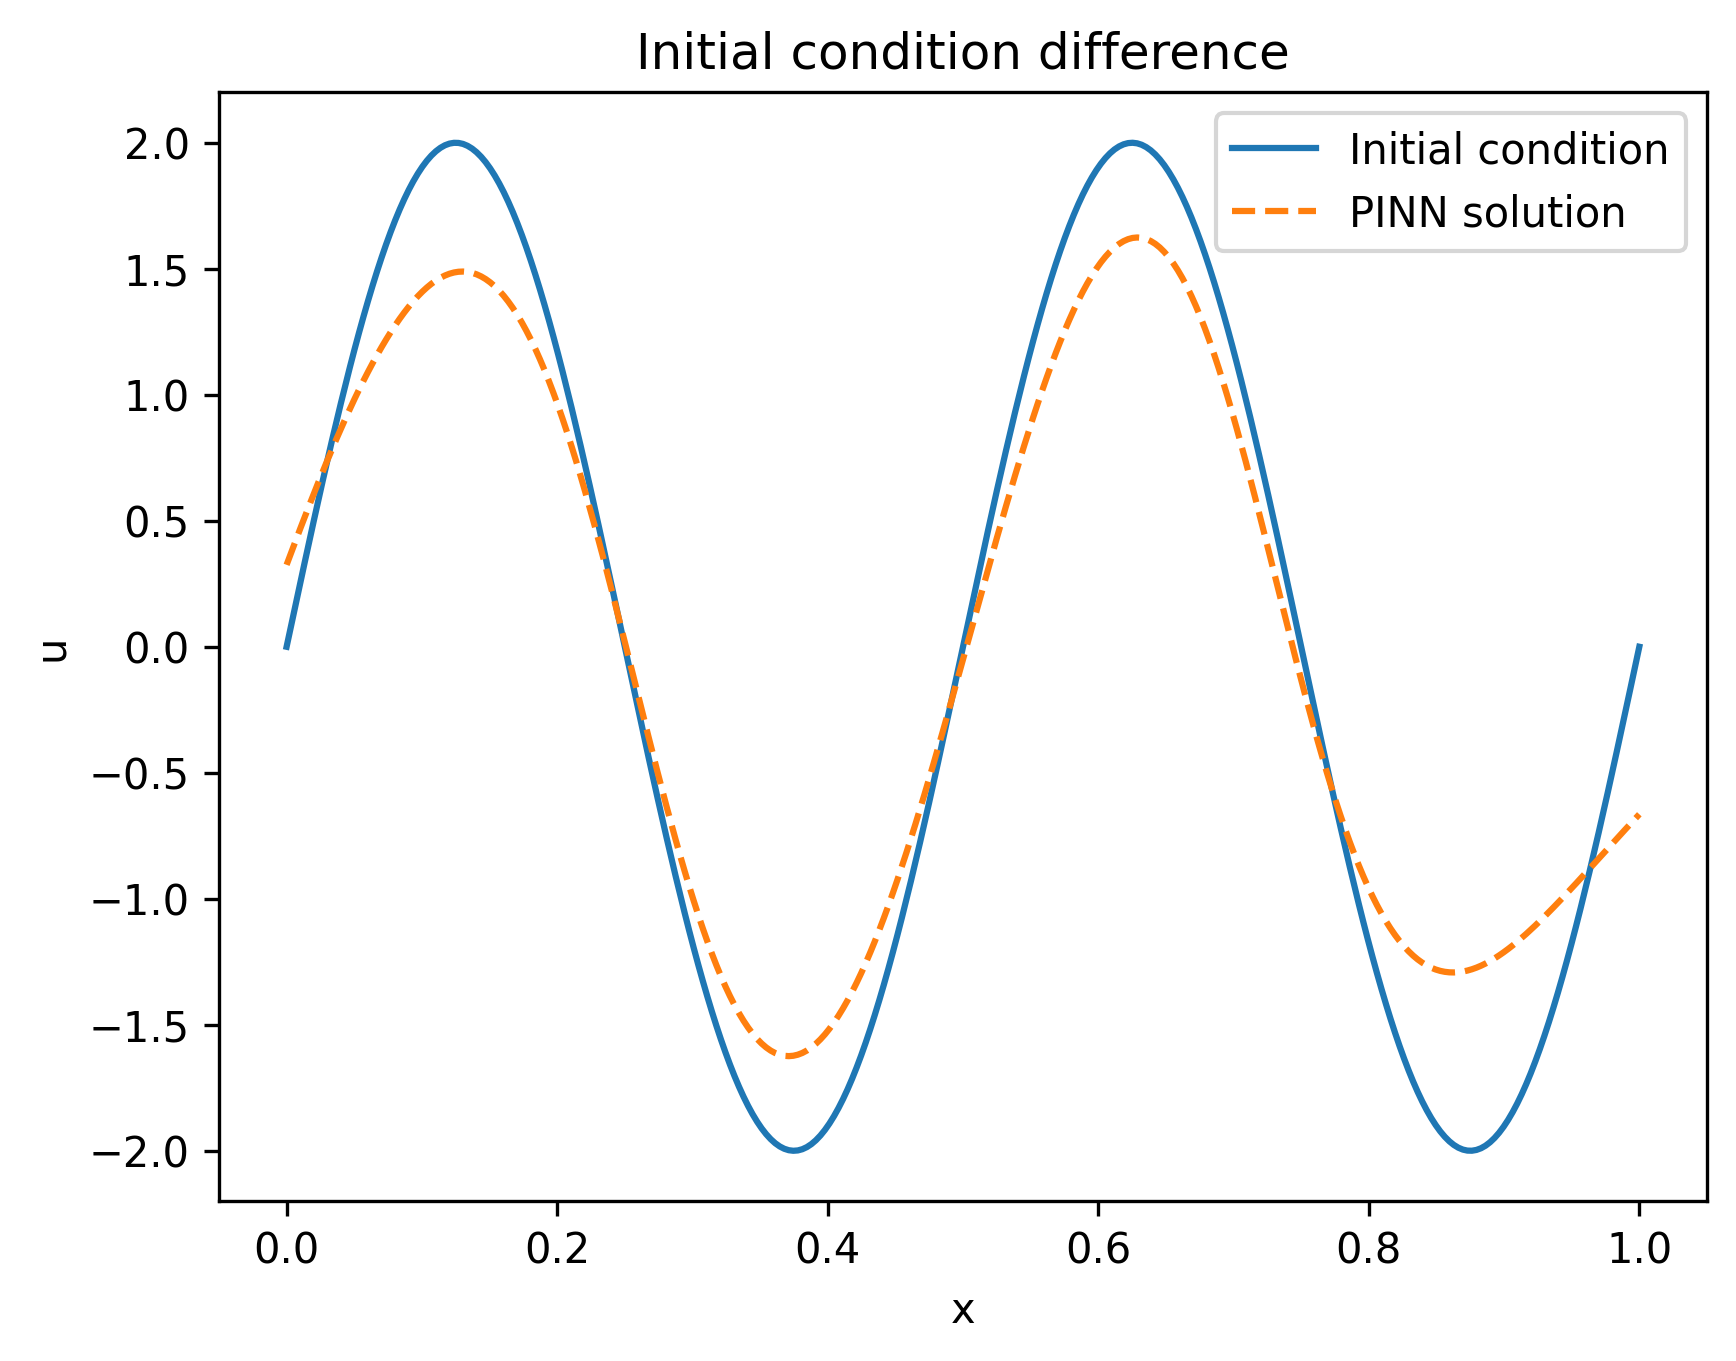 Initial condition difference
Initial condition
PINN solution
2.0
1.5
1.0
0.5
0.0
−0.5
−1.0
−1.5
−2.0
u
0.0 0.2 0.4 0.6 0.8 1.0
x